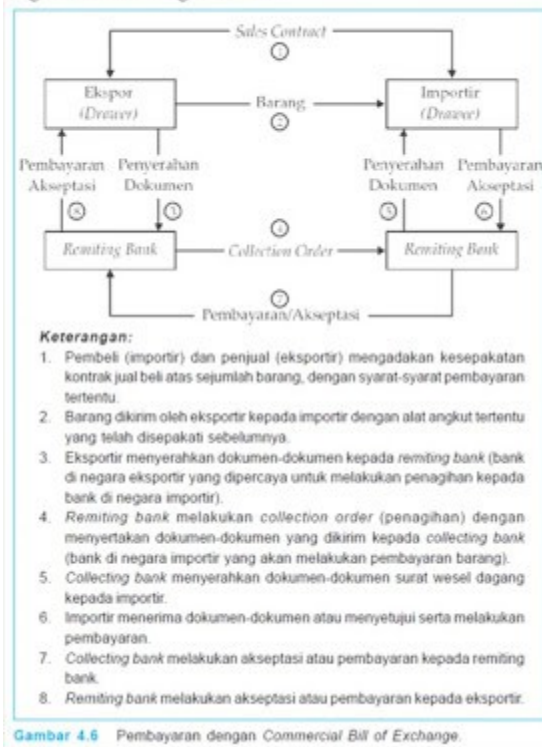 Sales Contract
①
Ekspor
(Drawer)
Barang
②
Importir
(Drawee)
Pembayaran Akseptasi
Penyerahan Dokumen
Penyerahan Dokumen
Pembayaran Akseptasi
⑧
③
④
⑤
⑥
Remiting Bank
Collection Order
Remiting Bank
⑦
Pembayaran/Akseptasi
Keterangan:
1. Pembeli (importir) dan penjual (eksportir) mengadakan kesepakatan
kontrak jual beli atas sejumlah barang, dengan syarat-syarat pembayaran
tertentu.
2. Barang dikirim oleh eksportir kepada importir dengan alat angkut tertentu
yang telah disepakati sebelumnya.
3. Eksportir menyerahkan dokumen-dokumen kepada remiting bank (bank
di negara eksportir yang dipercaya untuk melakukan penagihan kepada
bank di negara importir).
4. Remiting bank melakukan collection order (penagihan) dengan
menyertakan dokumen-dokumen yang dikirim kepada collecting bank
(bank di negara importir yang akan melakukan pembayaran barang).
5. Collecting bank menyerahkan dokumen-dokumen surat wesel dagang
kepada importir.
6. Importir menerima dokumen-dokumen atau menyetujui serta melakukan
pembayaran.
7. Collecting bank melakukan akseptasi atau pembayaran kepada remiting
bank.
8. Remiting bank melakukan akseptasi atau pembayaran kepada eksportir.
Gambar 4.6 Pembayaran dengan Commercial Bill of Exchange.